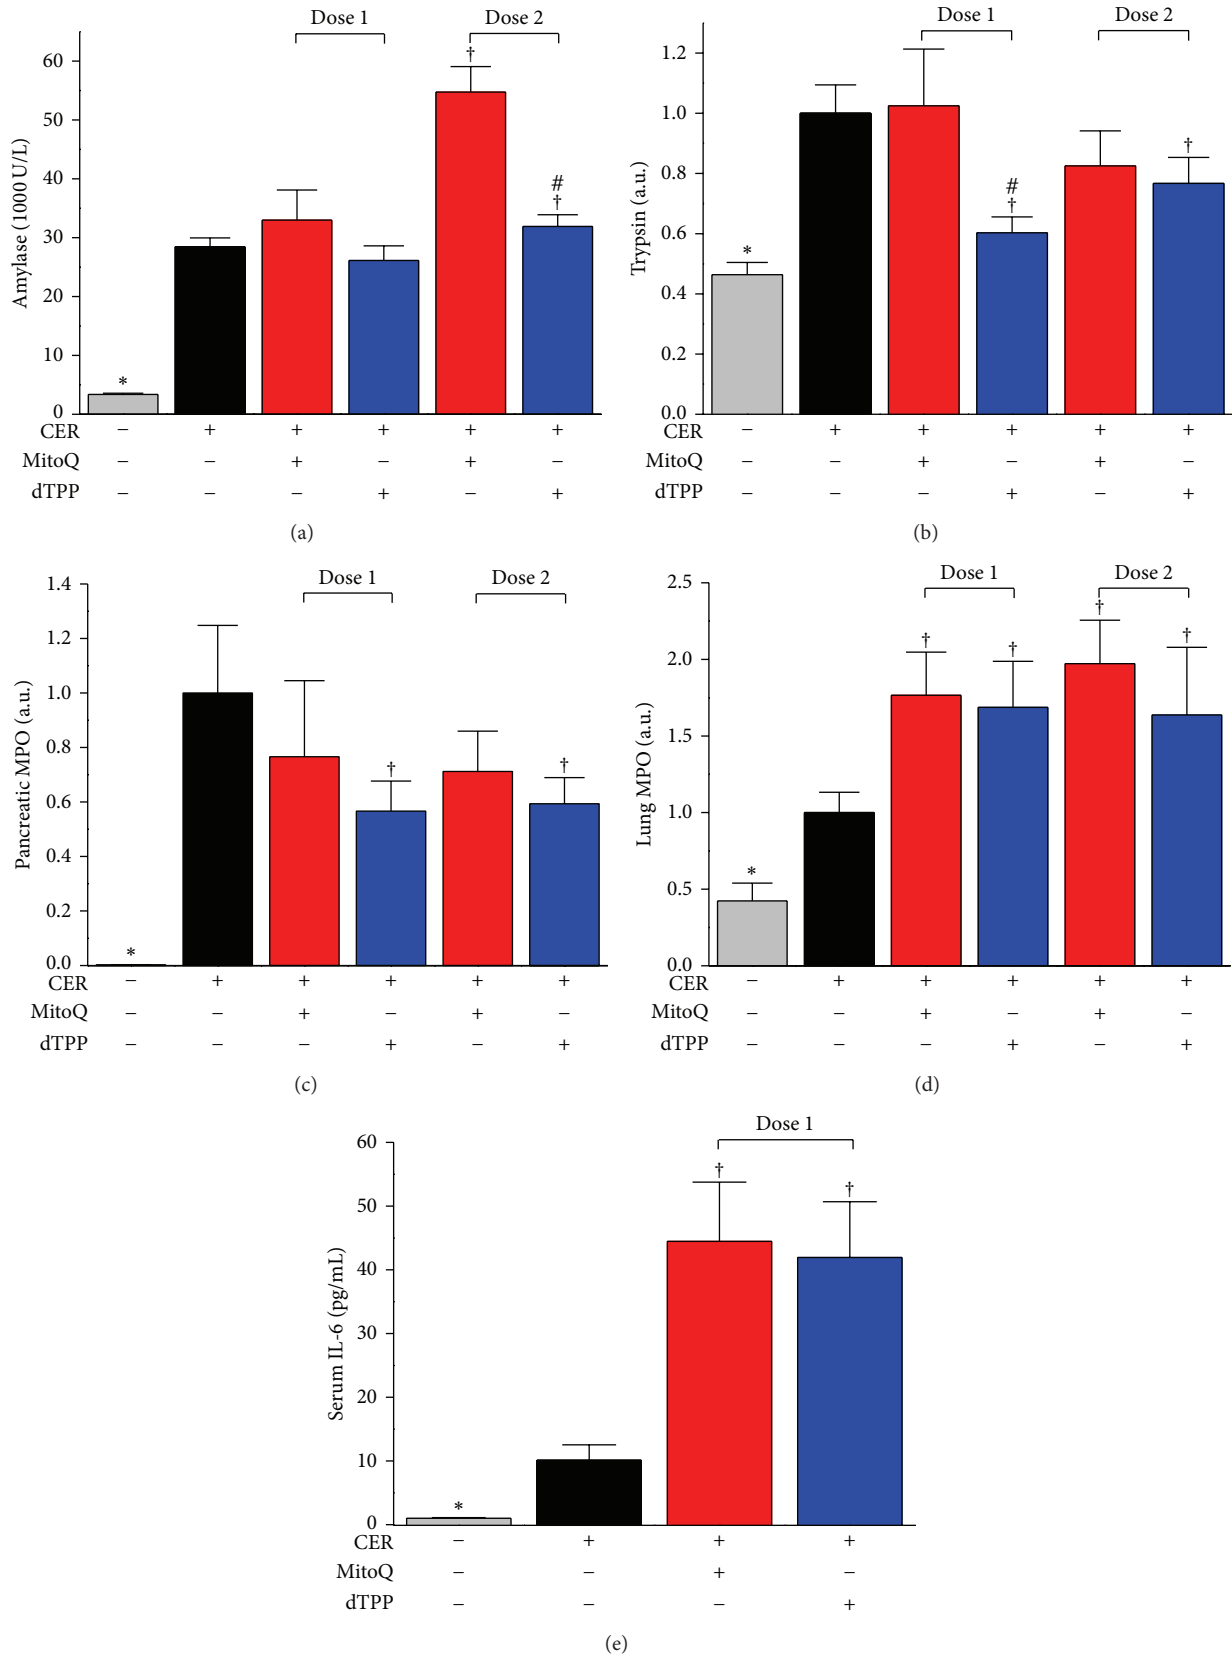 Dose 1 Dose 2
Amylase (1000 U/L)
60
50
40
30
20
10
0
*
†
#
†
CER − + + + + +
MitoQ − − + − + −
dTPP − − − + − +
(a)
Dose 1 Dose 2
Trypsin (a.u.)
1.2
1.0
0.8
0.6
0.4
0.2
0.0
*
#
†
†
CER − + + + + +
MitoQ − − + − + −
dTPP − − − + − +
(b)
Dose 1 Dose 2
Pancreatic MPO (a.u.)
1.4
1.2
1.0
0.8
0.6
0.4
0.2
0.0
*
† †
CER − + + + + +
MitoQ − − + − + −
dTPP − − − + − +
(c)
Dose 1 Dose 2
Lung MPO (a.u.)
2.5
2.0
1.5
1.0
0.5
0.0
*
† † † †
CER − + + + + +
MitoQ − − + − + −
dTPP − − − + − +
(d)
Dose 1
Serum IL-6 (pg/mL)
60
50
40
30
20
10
0
*
† †
CER − + + +
MitoQ − − + −
dTPP − − − +
(e)